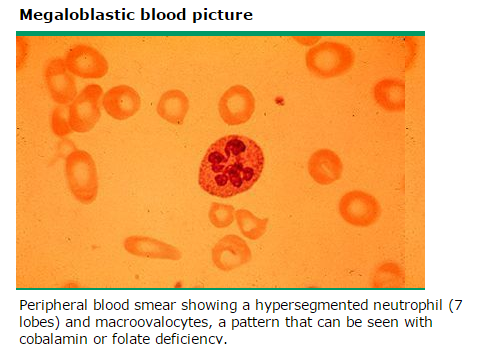 Megaloblastic blood picture
Peripheral blood smear showing a hypersegmented neutrophil (7
lobes) and macroovalocytes, a pattern that can be seen with
cobalamin or folate deficiency.